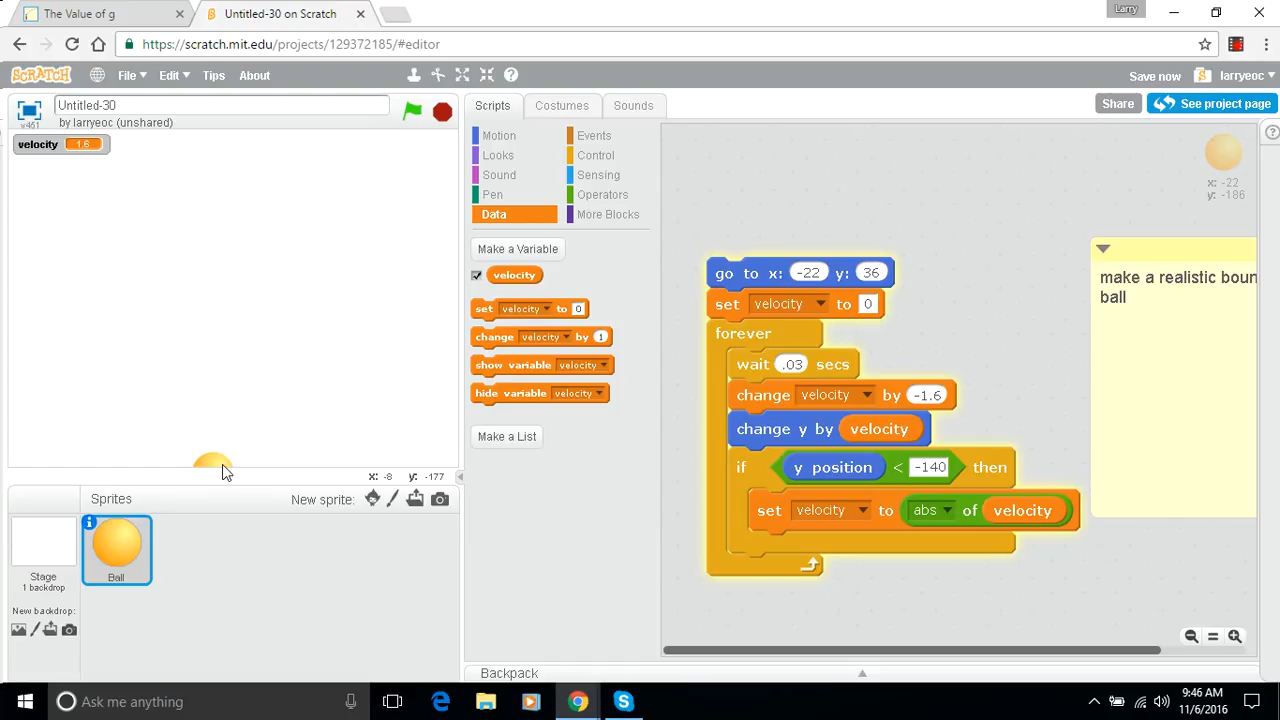 The Value of g
Untitled-30 on Scratch
Larry
https://scratch.mit.edu/projects/129372185/#editor
SCRATCH
File
Edit
Tips
About
Save now
larryeoc
Untitled-30
by larryeoc (unshared)
v461
velocity 1.6
Scripts
Costumes
Sounds
Share
See project page
Motion
Looks
Sound
Pen
Data
Events
Control
Sensing
Operators
More Blocks
Make a Variable
velocity
set velocity to 0
change velocity by 1
show variable velocity
hide variable velocity
Make a List
x: -22
y: -186
go to x: -22 y: 36
set velocity to 0
forever
wait .03 secs
change velocity by -1.6
change y by velocity
if y position < -140 then
set velocity to abs of velocity
make a realistic boun
ball
x: -8 y: -177
Sprites
New sprite:
Stage
1 backdrop
New backdrop:
Ball
Backpack
Ask me anything
9:46 AM
11/6/2016